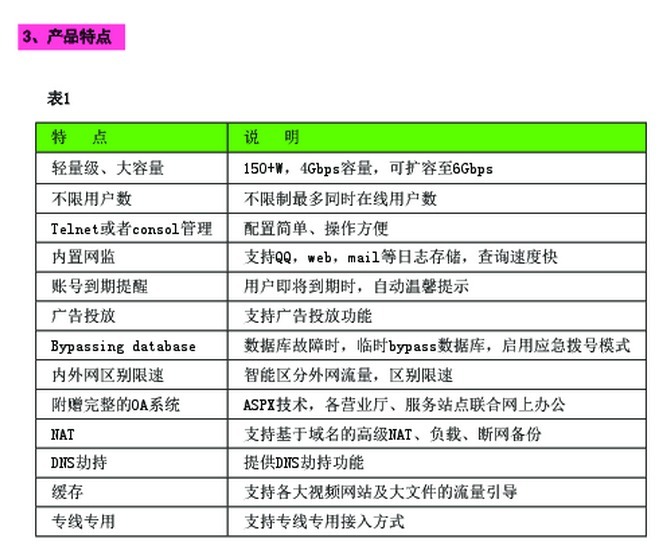 3、产品特点
表1
特 点 说 明
轻量级、大容量 150+W，4Gbps容量，可扩容至6Gbps
不限用户数 不限制最多同时在线用户数
Telnet或者consol管理 配置简单、操作方便
内置网监 支持QQ，web，mail等日志存储，查询速度快
账号到期提醒 用户即将到期时，自动温馨提示
广告投放 支持广告投放功能
Bypassing database 数据库故障时，临时bypass数据库，启用应急拨号模式
内外网区别限速 智能区分外网流量，区别限速
附赠完整的OA系统 ASPX技术，各营业厅、服务站点联合网上办公
NAT 支持基于域名的高级NAT、负载、断网备份
DNS劫持 提供DNS劫持功能
缓存 支持各大视频网站及大文件的流量引导
专线专用 支持专线专用接入方式